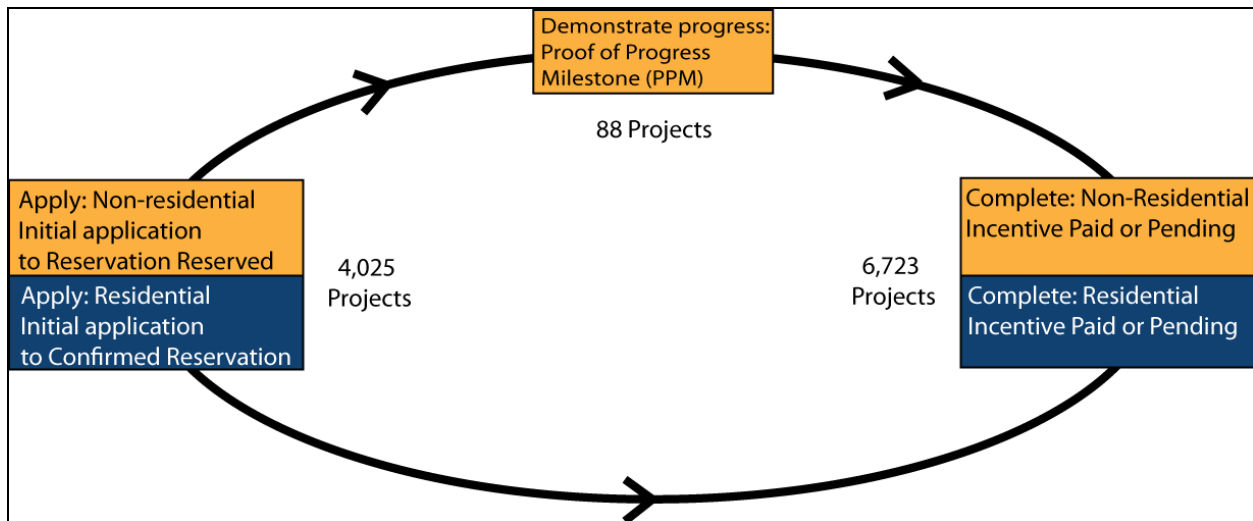 Demonstrate progress:
Proof of Progress
Milestone (PPM)
88 Projects
Apply: Non-residential
Initial application
to Reservation Reserved
Apply: Residential
Initial application
to Confirmed Reservation
4,025
Projects
6,723
Projects
Complete: Non-Residential
Incentive Paid or Pending
Complete: Residential
Incentive Paid or Pending